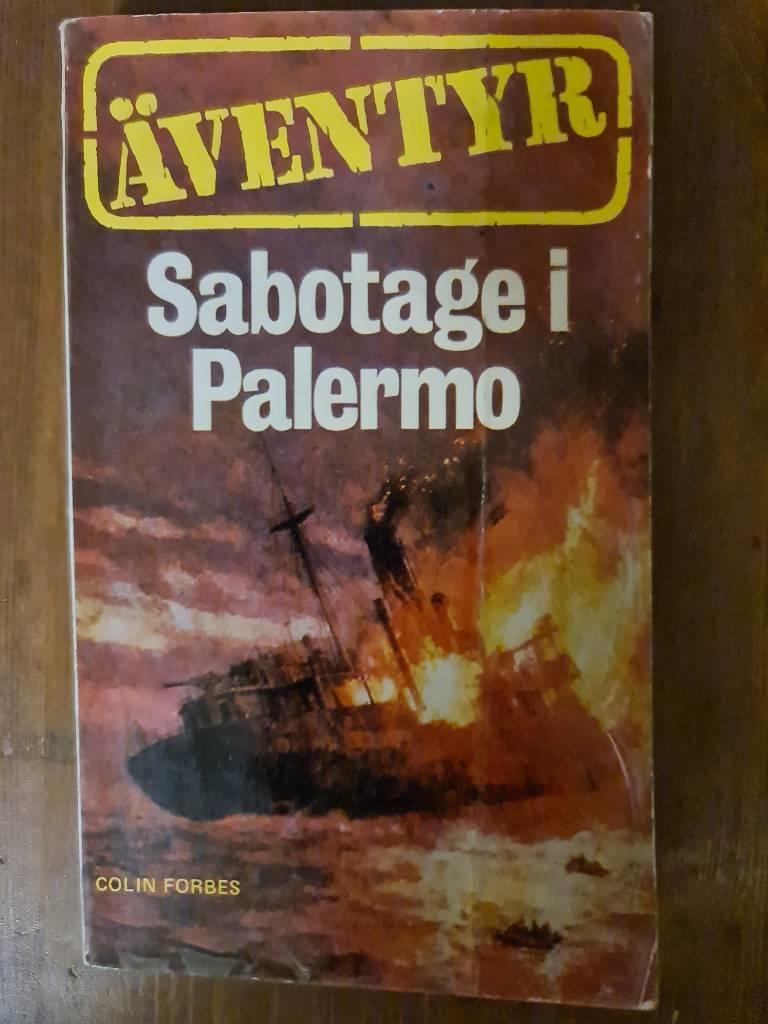 ÄVENTYR
Sabotage i
Palermo
COLIN FORBES